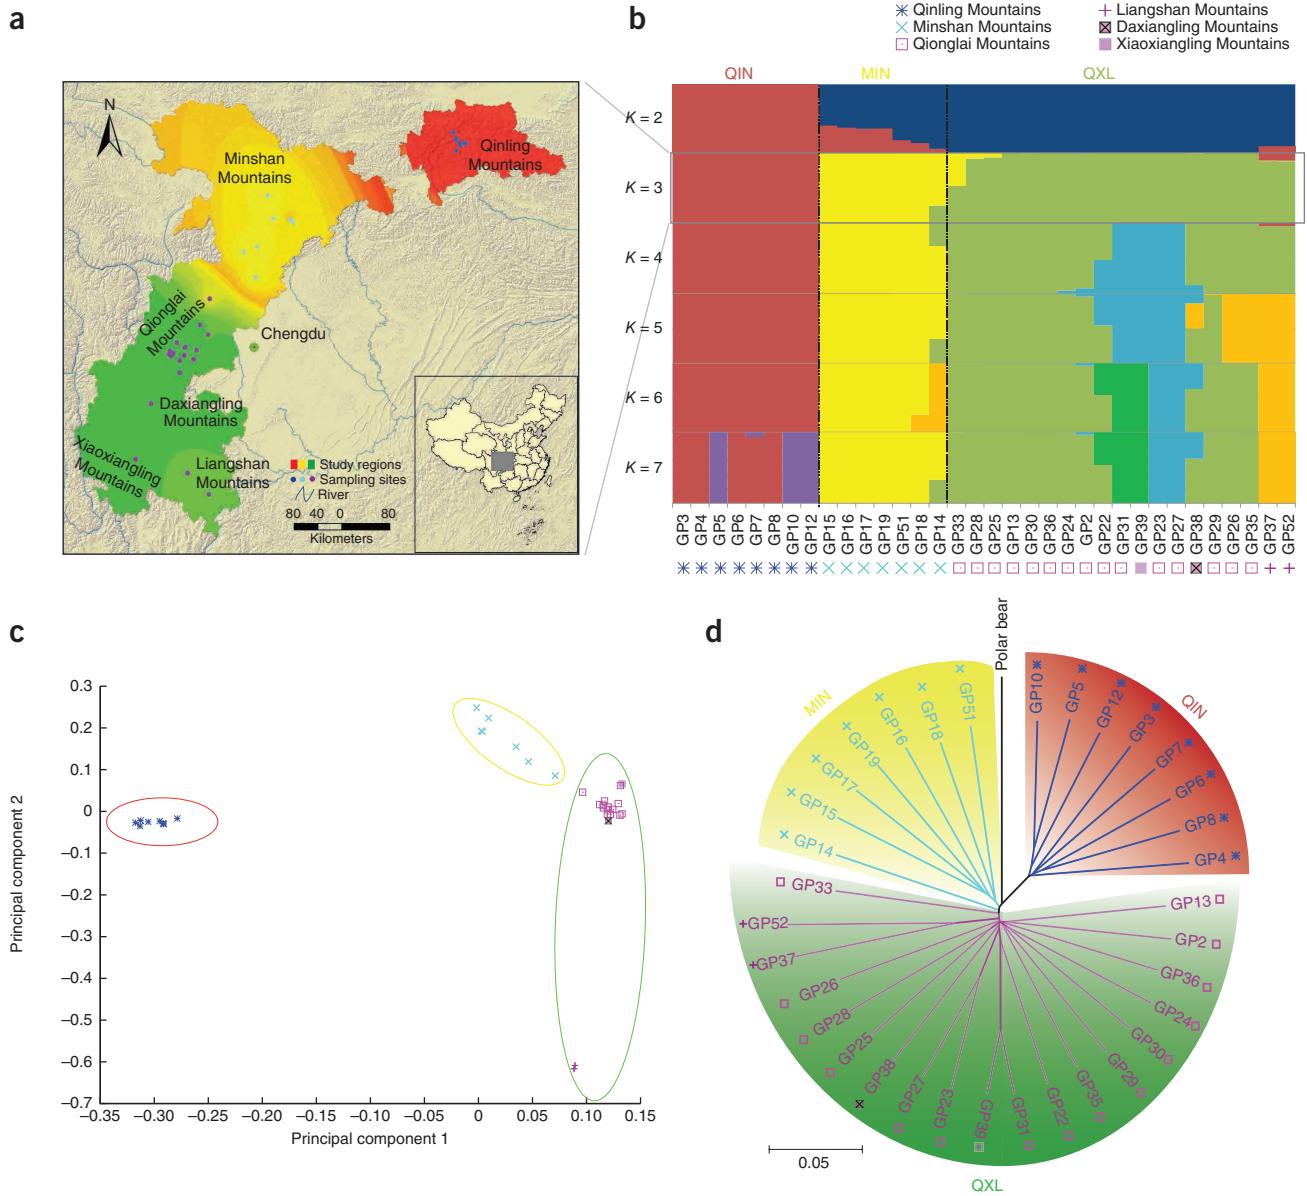 a
N
Minshan
Mountains
Qinling
Mountains
Qionglai
Mountains
Chengdu
Daxiangling
Mountains
Xiaoxiangling
Mountains
Liangshan
Mountains
Study regions
Sampling sites
River
80 40 0 80
Kilometers
b
Qinling Mountains
Minshan Mountains
Qionglai Mountains
Liangshan Mountains
Daxiangling Mountains
Xiaoxiangling Mountains
QIN MIN QXL
K = 2
K = 3
K = 4
K = 5
K = 6
K = 7
GP3 GP4 GP5 GP6 GP7 GP8 GP10 GP12 GP15 GP16 GP17 GP19 GP51 GP18 GP14 GP33 GP28 GP25 GP13 GP30 GP36 GP24 GP2 GP22 GP31 GP39 GP23 GP27 GP38 GP29 GP26 GP35 GP37 GP52
c
Principal component 2
0.3
0.2
0.1
0
–0.1
–0.2
–0.3
–0.4
–0.5
–0.6
–0.7
–0.35 –0.30 –0.25 –0.20 –0.15 –0.10 –0.05 0 0.05 0.10 0.15
Principal component 1
d
Polar bear
QIN
GP10
GP5
GP12
GP3
GP7
GP6
GP8
GP4
GP13
GP2
GP36
GP24
GP30
GP29
GP35
GP22
GP31
GP39
GP23
GP27
GP38
GP25
GP28
GP26
GP37
GP52
GP33
GP14
GP15
GP17
GP19
GP16
GP18
GP51
MIN
0.05
QXL